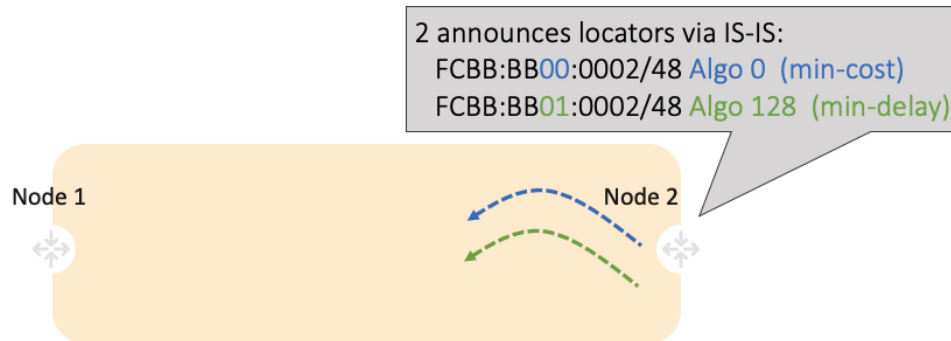 2 announces locators via IS-IS:
FCBB:BB00:0002/48 Algo 0 (min-cost)
FCBB:BB01:0002/48 Algo 128 (min-delay)
Node 1
Node 2